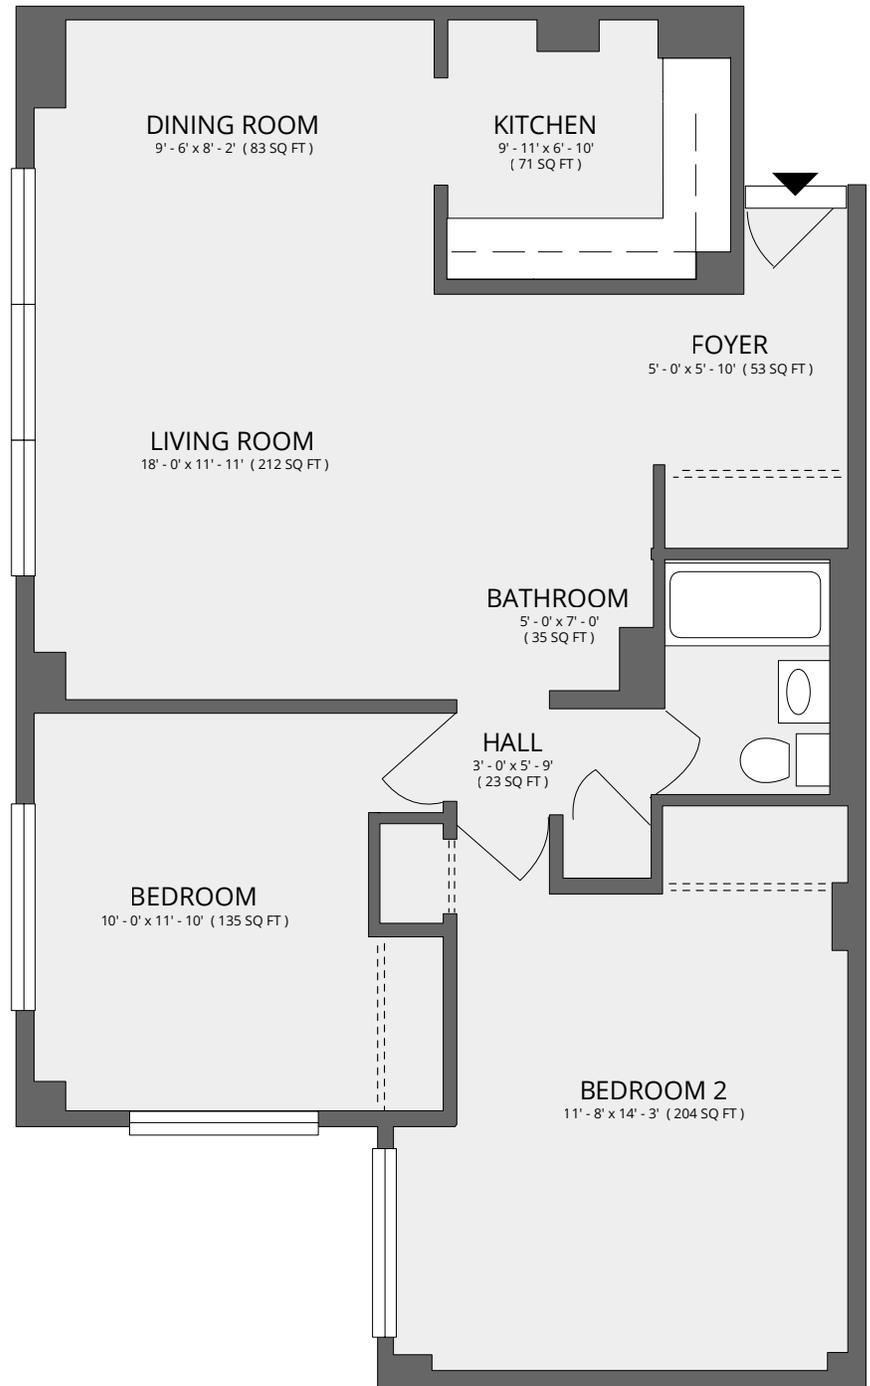 DINING ROOM
9' - 6' x 8' - 2' ( 83 SQ FT )
KITCHEN
9' - 11' x 6' - 10'
( 71 SQ FT )
FOYER
5' - 0' x 5' - 10' ( 53 SQ FT )
LIVING ROOM
18' - 0' x 11' - 11' ( 212 SQ FT )
BATHROOM
5' - 0' x 7' - 0'
( 35 SQ FT )
HALL
3' - 0' x 5' - 9'
( 23 SQ FT )
BEDROOM
10' - 0' x 11' - 10' ( 135 SQ FT )
BEDROOM 2
11' - 8' x 14' - 3' ( 204 SQ FT )